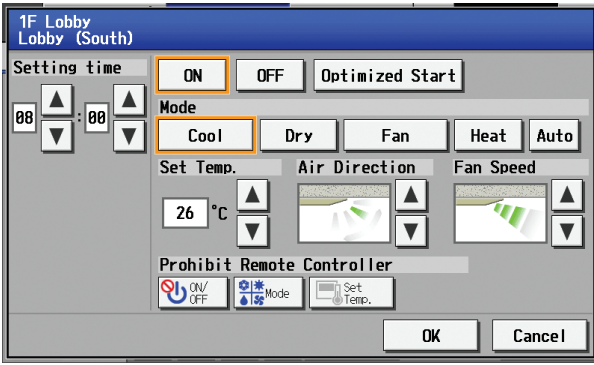 1F Lobby
Lobby (South)
Setting time
08 : 00
ON OFF Optimized Start
Mode
Cool Dry Fan Heat Auto
Set Temp. Air Direction Fan Speed
26 °C
Prohibit Remote Controller
ON/
OFF
Mode
Set
Temp.
OK Cancel